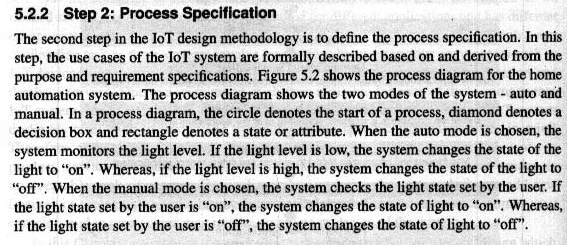 5.2.2 Step 2: Process Specification
The second step in the IoT design methodology is to define the process specification. In this
step, the use cases of the IoT system are formally described based on and derived from the
purpose and requirement specifications. Figure 5.2 shows the process diagram for the home
automation system. The process diagram shows the two modes of the system - auto and
manual. In a process diagram, the circle denotes the start of a process, diamond denotes a
decision box and rectangle denotes a state or attribute. When the auto mode is chosen, the
system monitors the light level. If the light level is low, the system changes the state of the
light to “on”. Whereas, if the light level is high, the system changes the state of the light to
“off”. When the manual mode is chosen, the system checks the light state set by the user. If
the light state set by the user is “on”, the system changes the state of light to “on”. Whereas,
if the light state set by the user is “off”, the system changes the state of light to “off”.